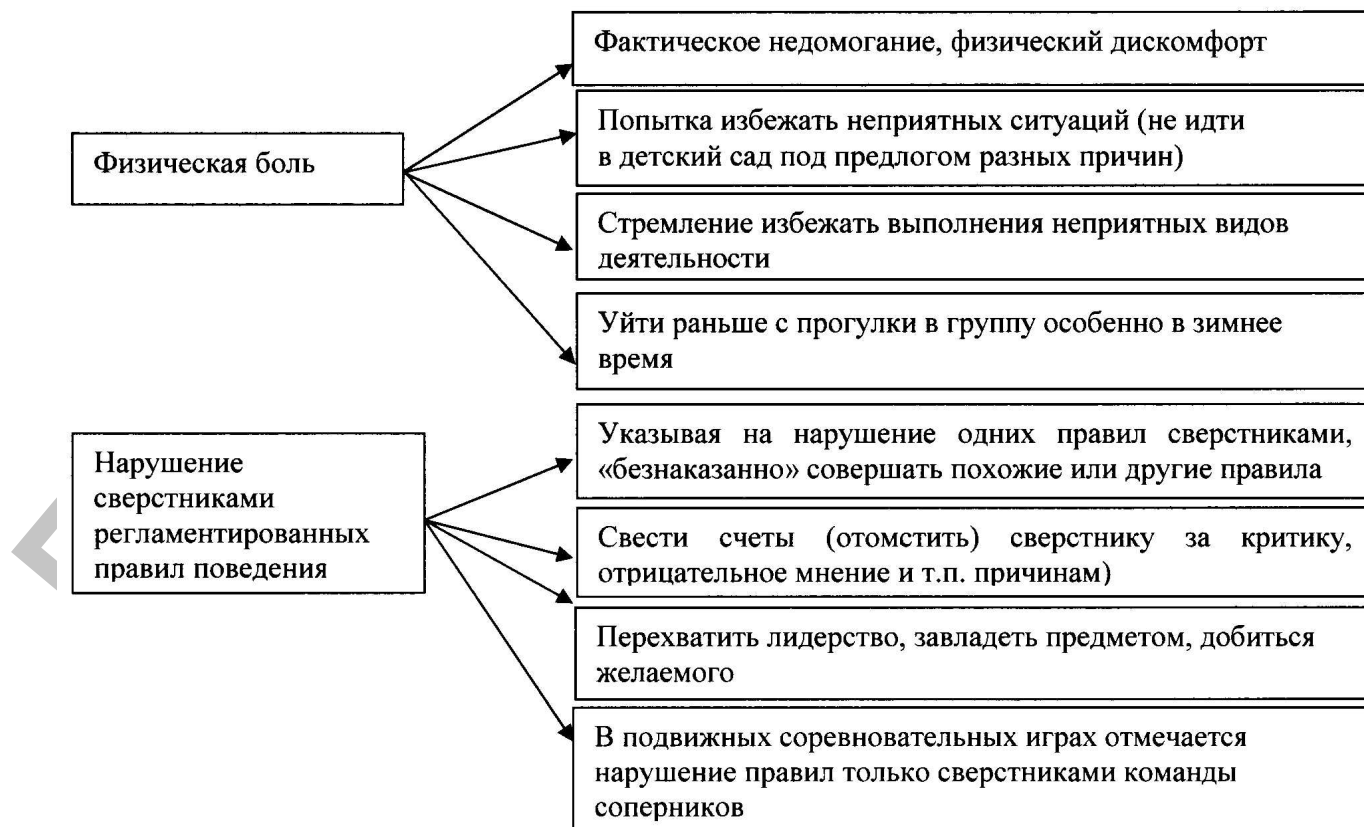 Физическая боль
Фактическое недомогание, физический дискомфорт
Попытка избежать неприятных ситуаций (не идти
в детский сад под предлогом разных причин)
Стремление избежать выполнения неприятных видов
деятельности
Уйти раньше с прогулки в группу особенно в зимнее
время
Нарушение
сверстниками
регламентированных
правил поведения
Указывая на нарушение одних правил сверстниками,
«безнаказанно» совершать похожие или другие правила
Свести счеты (отомстить) сверстнику за критику,
отрицательное мнение и т.п. причинам)
Перехватить лидерство, завладеть предметом, добиться
желаемого
В подвижных соревновательных играх отмечается
нарушение правил только сверстниками команды
соперников